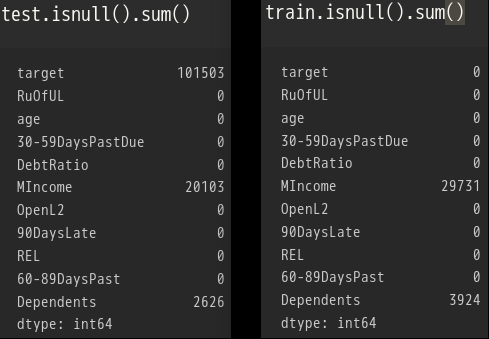 test.isnull().sum()
target 101503
RuOfUL 0
age 0
30-59DaysPastDue 0
DebtRatio 0
MIncome 20103
OpenL2 0
90DaysLate 0
REL 0
60-89DaysPast 0
Dependents 2626
dtype: int64
train.isnull().sum()
target 0
RuOfUL 0
age 0
30-59DaysPastDue 0
DebtRatio 0
MIncome 29731
OpenL2 0
90DaysLate 0
REL 0
60-89DaysPast 0
Dependents 3924
dtype: int64